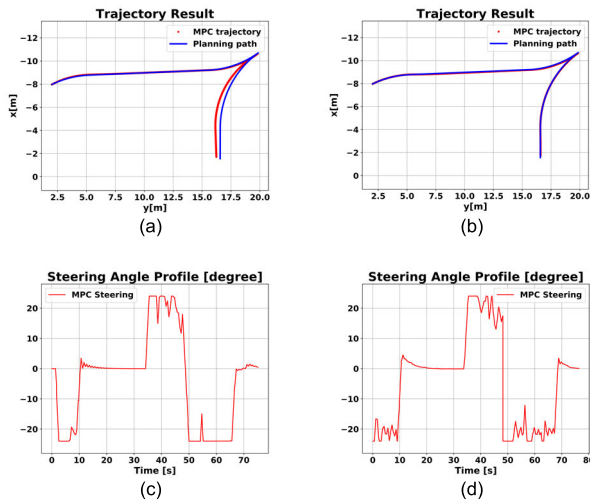 Trajectory Result
MPC trajectory
Planning path
x[m]
−12
−10
−8
−6
−4
−2
0
2.5 5.0 7.5 10.0 12.5 15.0 17.5 20.0
y[m]
(a)
Trajectory Result
MPC trajectory
Planning path
x[m]
−12
−10
−8
−6
−4
−2
0
2.5 5.0 7.5 10.0 12.5 15.0 17.5 20.0
y[m]
(b)
Steering Angle Profile [degree]
MPC Steering
20
10
0
−10
−20
0 10 20 30 40 50 60 70
Time [s]
(c)
Steering Angle Profile [degree]
MPC Steering
20
10
0
−10
−20
0 10 20 30 40 50 60 70 80
Time [s]
(d)